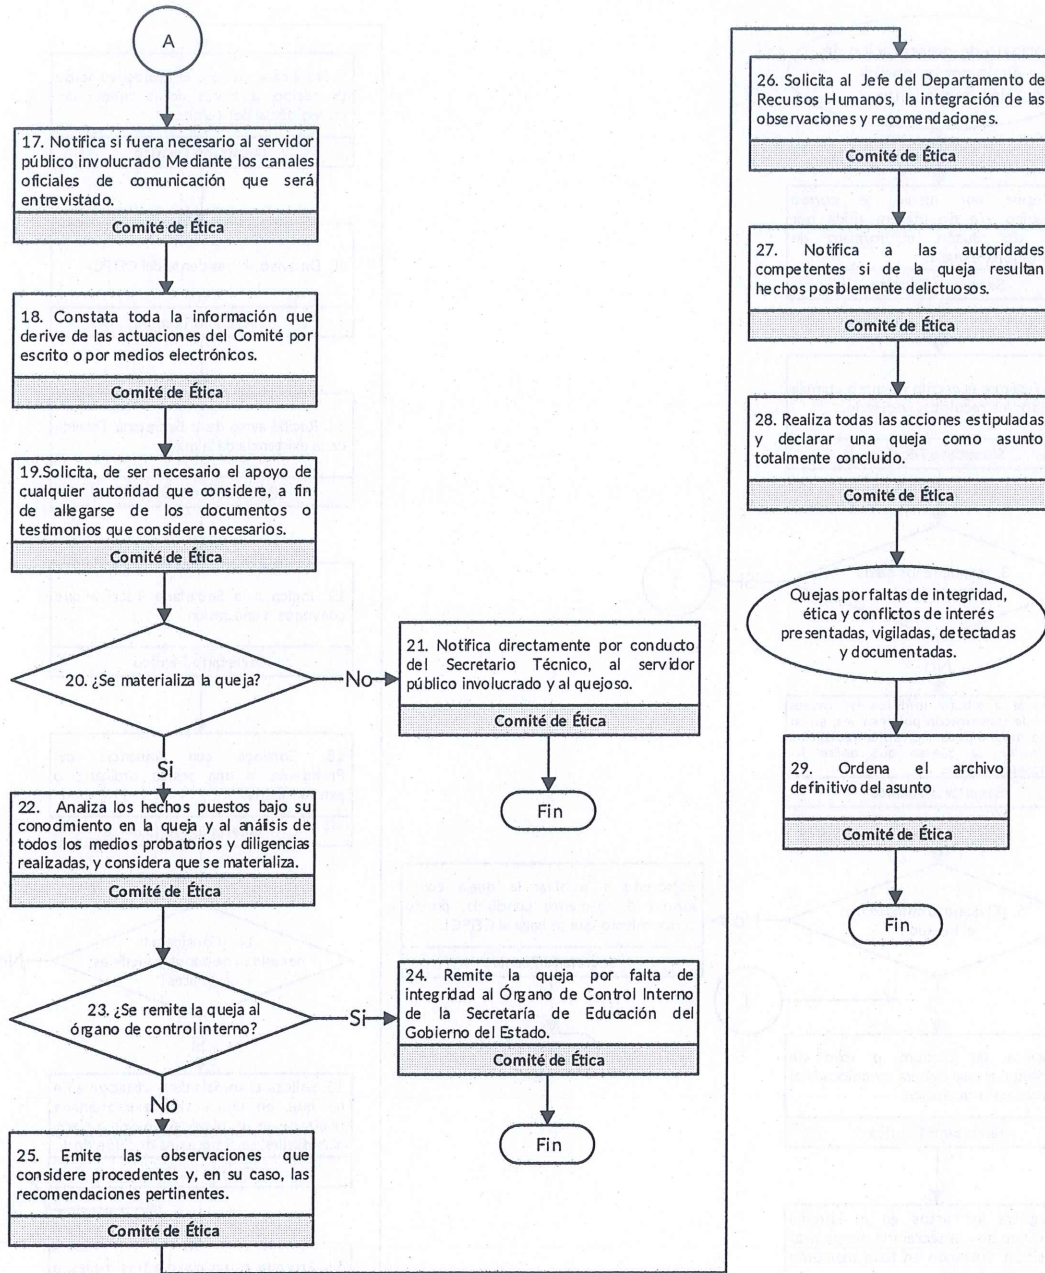 A
17. Notifica si fuera necesario al servidor
público involucrado Mediante los canales
oficiales de comunicación que será
entrevistado.
Comité de Ética
18. Constata toda la información que
derive de las actuaciones del Comité por
escrito o por medios electrónicos.
Comité de Ética
19.Solicita, de ser necesario el apoyo de
cualquier autoridad que considere, a fin
de allegarse de los documentos o
testimonios que considere necesarios.
Comité de Ética
20. ¿Se materializa la queja?
No
21. Notifica directamente por conducto
del Secretario Técnico, al servidor
público involucrado y al quejoso.
Comité de Ética
Fin
Si
22. Analiza los hechos puestos bajo su
conocimiento en la queja y al análisis de
todos los medios probatorios y diligencias
realizadas, y considera que se materializa.
Comité de Ética
23. ¿Se remite la queja al
órgano de control interno?
Si
24. Remite la queja por falta de
integridad al Órgano de Control Interno
de la Secretaría de Educación del
Gobierno del Estado.
Comité de Ética
Fin
No
25. Emite las observaciones que
considere procedentes y, en su caso, las
recomendaciones pertinentes.
Comité de Ética
26. Solicita al Jefe del Departamento de
Recursos Humanos, la integración de las
observaciones y recomendaciones.
Comité de Ética
27. Notifica a las autoridades
competentes si de la queja resultan
hechos posiblemente delictuosos.
Comité de Ética
28. Realiza todas las acciones estipuladas
y declarar una queja como asunto
totalmente concluido.
Comité de Ética
Quejas por faltas de integridad,
ética y conflictos de interés
presentadas, vigiladas, detectadas
y documentadas.
29. Ordena el archivo
definitivo del asunto
Comité de Ética
Fin